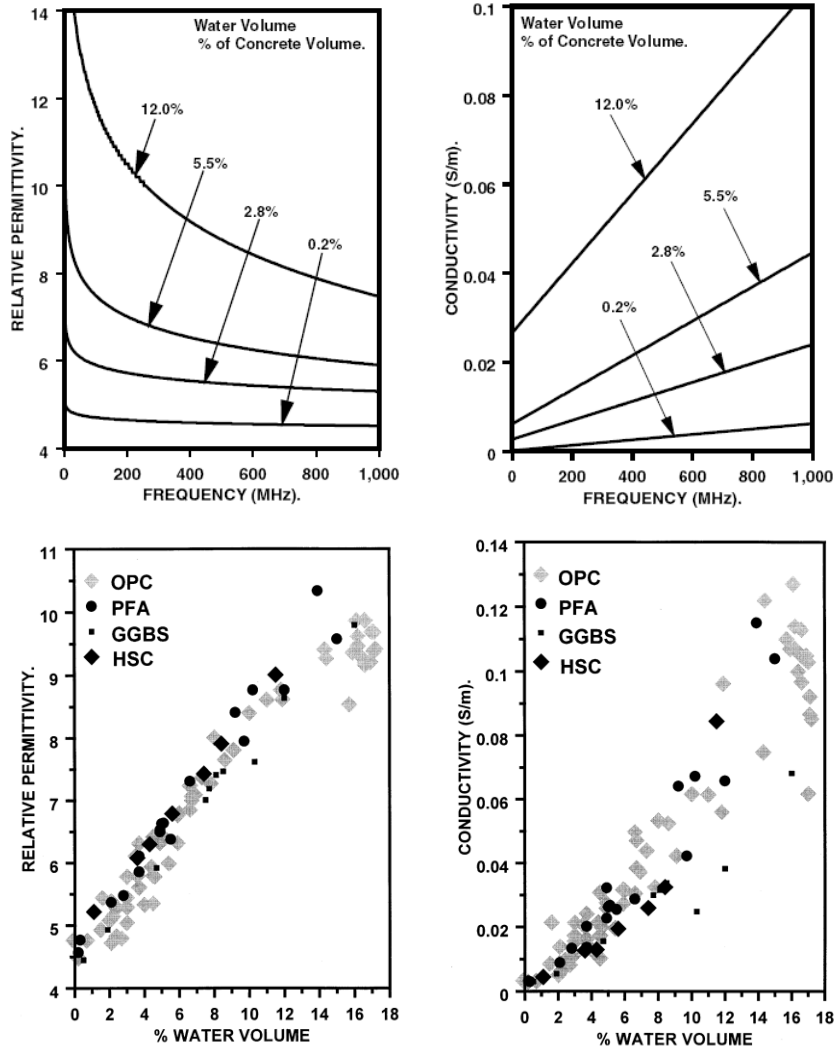 Water Volume
% of Concrete Volume.
14
12
10
8
6
4
RELATIVE PERMITTIVITY.
12.0%
5.5%
2.8%
0.2%
0 200 400 600 800 1,000
FREQUENCY (MHz).
Water Volume
% of Concrete Volume.
0.1
0.08
0.06
0.04
0.02
0
CONDUCTIVITY (S/m).
12.0%
5.5%
2.8%
0.2%
0 200 400 600 800 1,000
FREQUENCY (MHz).
11
10
9
8
7
6
5
4
RELATIVE PERMITTIVITY.
OPC
PFA
GGBS
HSC
0 2 4 6 8 10 12 14 16 18
% WATER VOLUME
0.14
0.12
0.1
0.08
0.06
0.04
0.02
0
CONDUCTIVITY (S/m).
OPC
PFA
GGBS
HSC
0 2 4 6 8 10 12 14 16 18
% WATER VOLUME